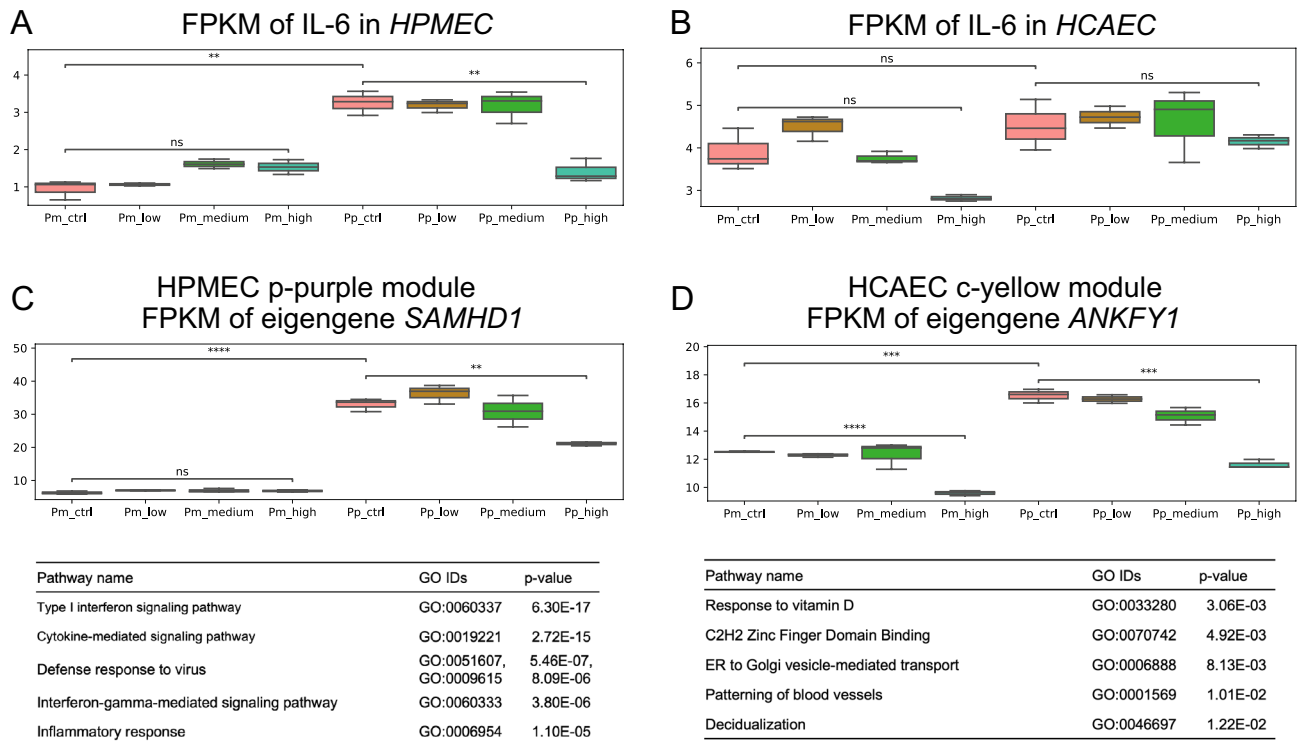 A
FPKM of IL-6 in HPMEC
4
3
2
1
**
**
ns
Pm_ctrl Pm_low Pm_medium Pm_high Pp_ctrl Pp_low Pp_medium Pp_high
B
FPKM of IL-6 in HCAEC
6
5
4
3
ns
ns
ns
Pm_ctrl Pm_low Pm_medium Pm_high Pp_ctrl Pp_low Pp_medium Pp_high
C
HPMEC p-purple module
FPKM of eigengene SAMHD1
50
40
30
20
10
****
**
ns
Pm_ctrl Pm_low Pm_medium Pm_high Pp_ctrl Pp_low Pp_medium Pp_high
Pathway name GO IDs p-value
Type I interferon signaling pathway GO:0060337 6.30E-17
Cytokine-mediated signaling pathway GO:0019221 2.72E-15
Defense response to virus GO:0051607, 5.46E-07,
GO:0009615 8.09E-06
Interferon-gamma-mediated signaling pathway GO:0060333 3.80E-06
Inflammatory response GO:0006954 1.10E-05
D
HCAEC c-yellow module
FPKM of eigengene ANKFY1
20
18
16
14
12
10
***
***
****
Pm_ctrl Pm_low Pm_medium Pm_high Pp_ctrl Pp_low Pp_medium Pp_high
Pathway name GO IDs p-value
Response to vitamin D GO:0033280 3.06E-03
C2H2 Zinc Finger Domain Binding GO:0070742 4.92E-03
ER to Golgi vesicle-mediated transport GO:0006888 8.13E-03
Patterning of blood vessels GO:0001569 1.01E-02
Decidualization GO:0046697 1.22E-02